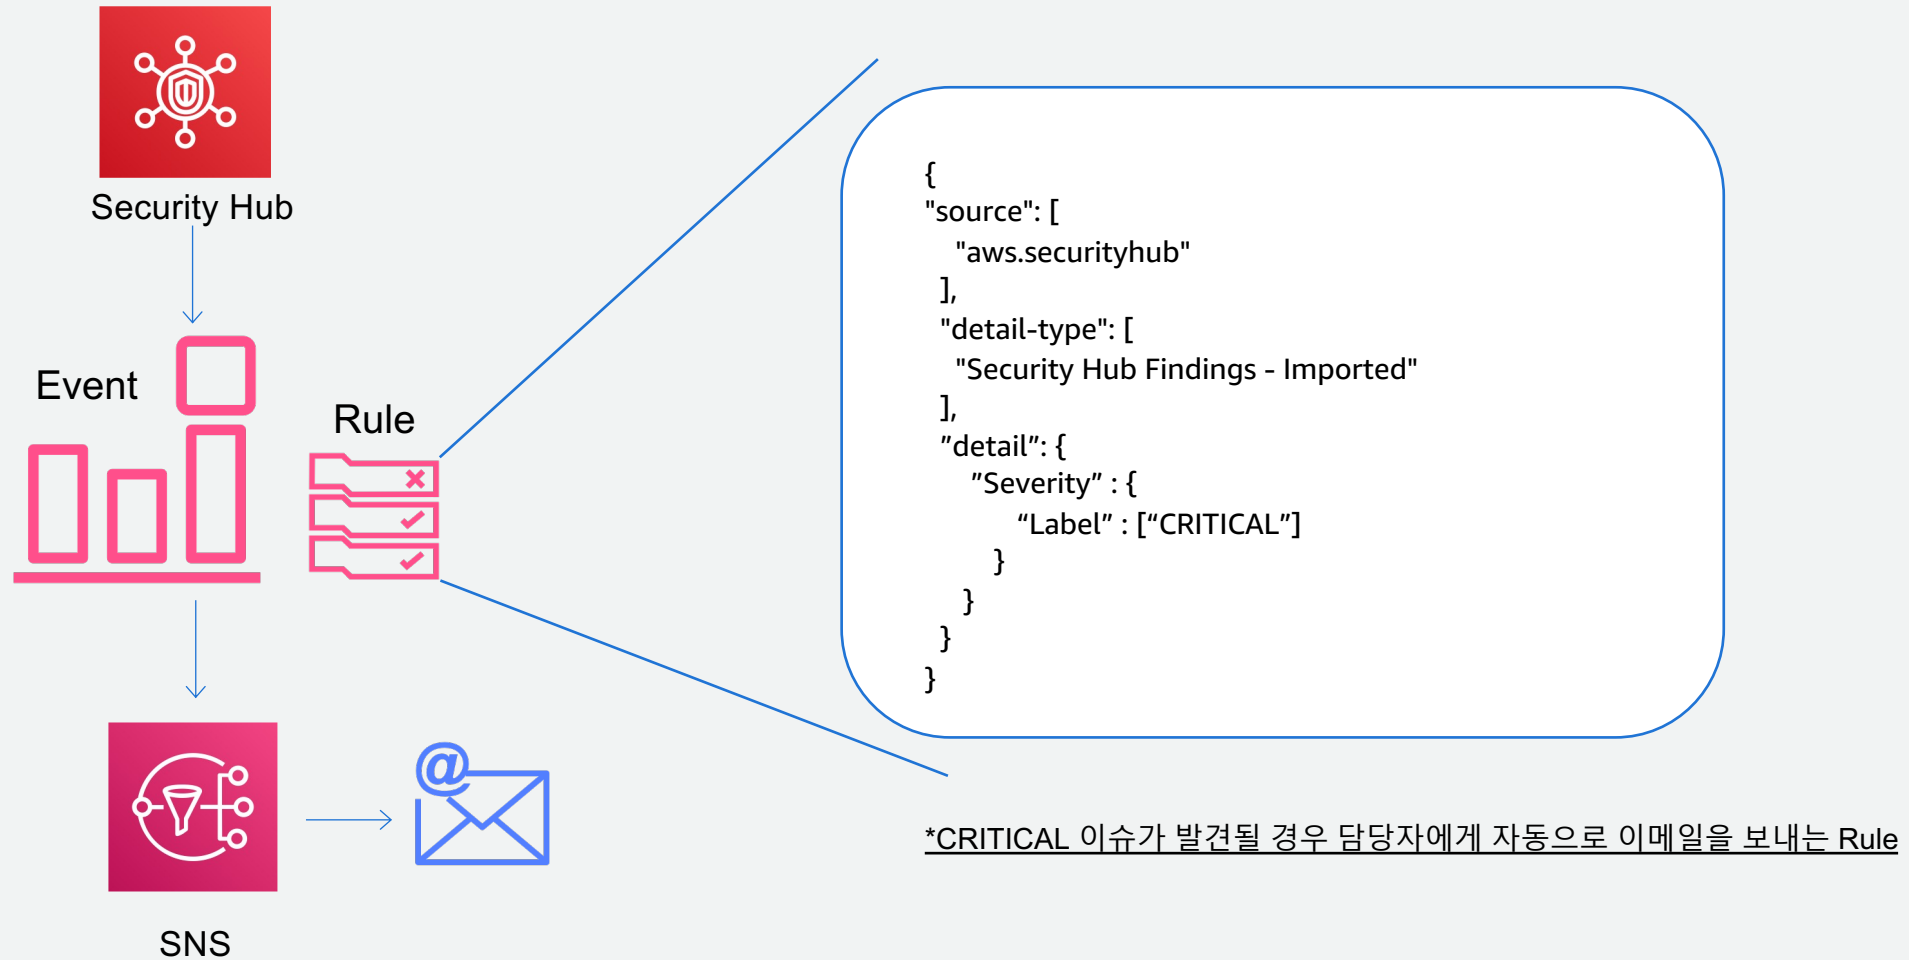 Security Hub
Event
Rule
SNS
{
"source": [
"aws.securityhub"
],
"detail-type": [
"Security Hub Findings - Imported"
],
”detail”: {
”Severity” : {
“Label” : [“CRITICAL”]
}
}
}
}
*CRITICAL 이슈가 발견될 경우 담당자에게 자동으로 이메일을 보내는 Rule